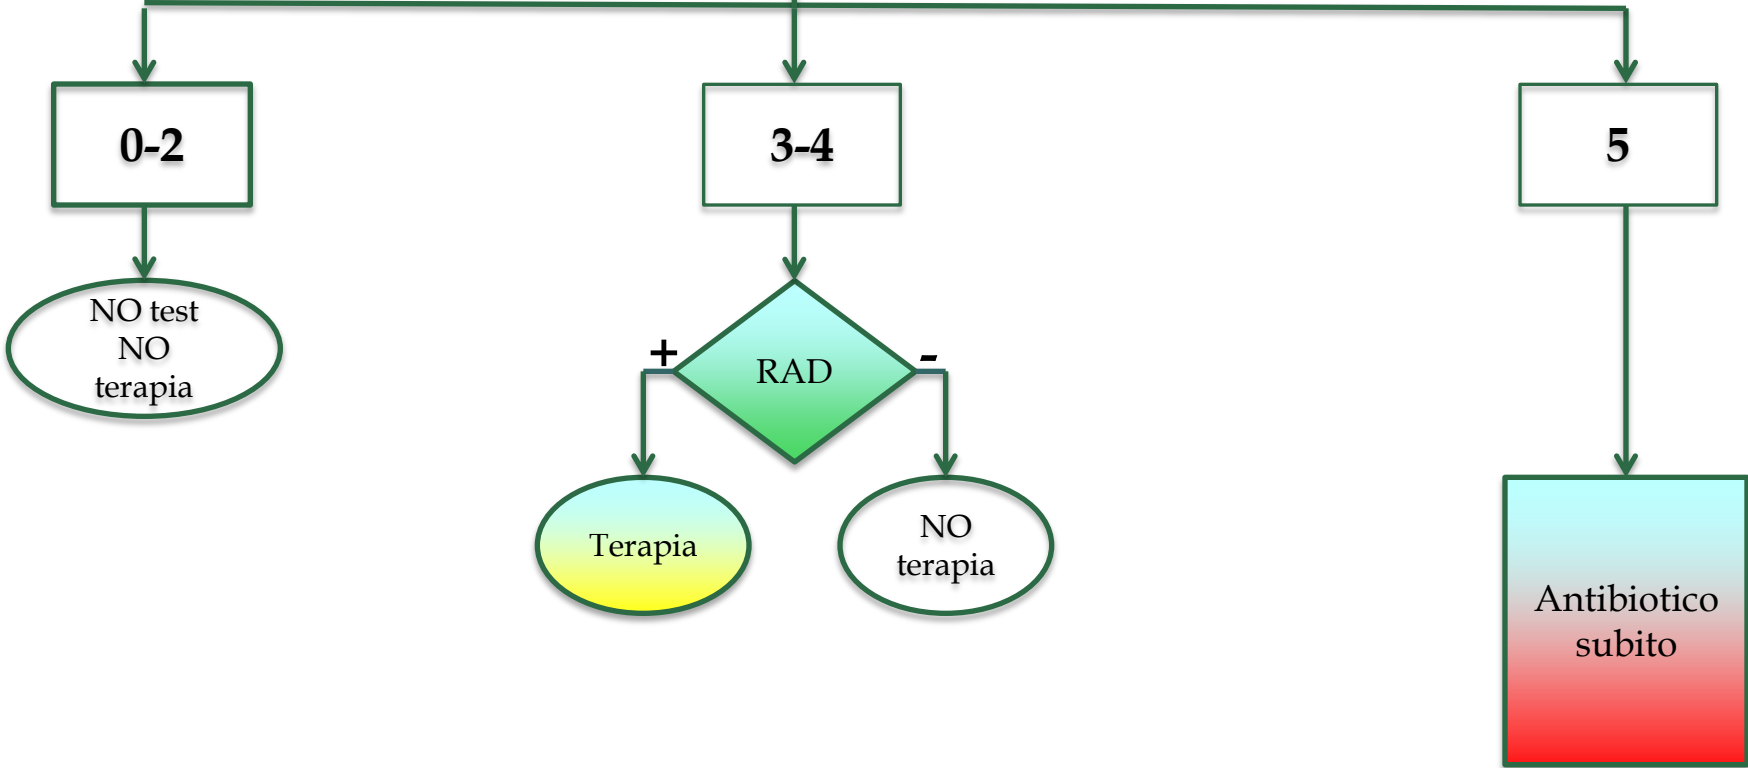 0-2
3-4
5
NO test
NO
terapia
+
RAD
-
Terapia
NO
terapia
Antibiotico
subito